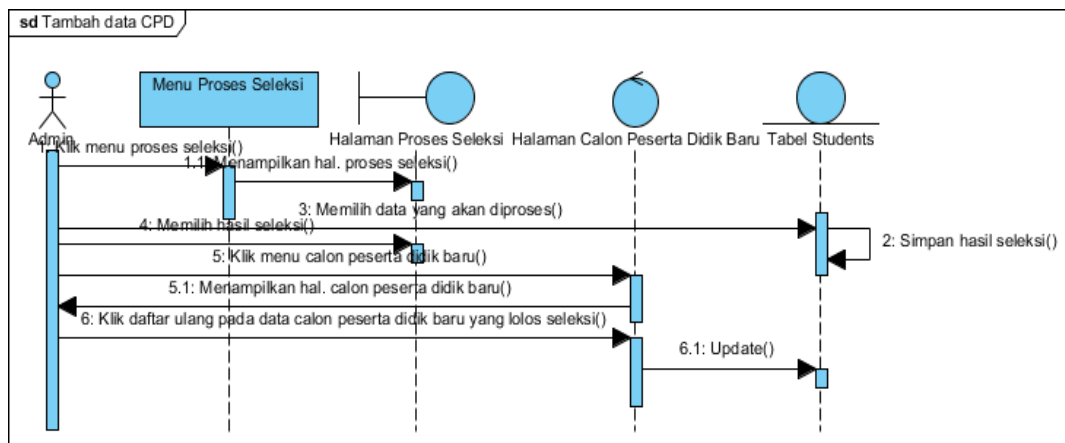 sd Tambah data CPD
Menu Proses Seleksi
Admin
Halaman Proses Seleksi
Halaman Calon Peserta Didik Baru
Tabel Students
1: Klik menu proses seleksi()
1.1: Menampilkan hal. proses seleksi()
3: Memilih data yang akan diproses()
4: Memilih hasil seleksi()
2: Simpan hasil seleksi()
5: Klik menu calon peserta didik baru()
5.1: Menampilkan hal. calon peserta didik baru()
6: Klik daftar ulang pada data calon peserta didik baru yang lolos seleksi()
6.1: Update()